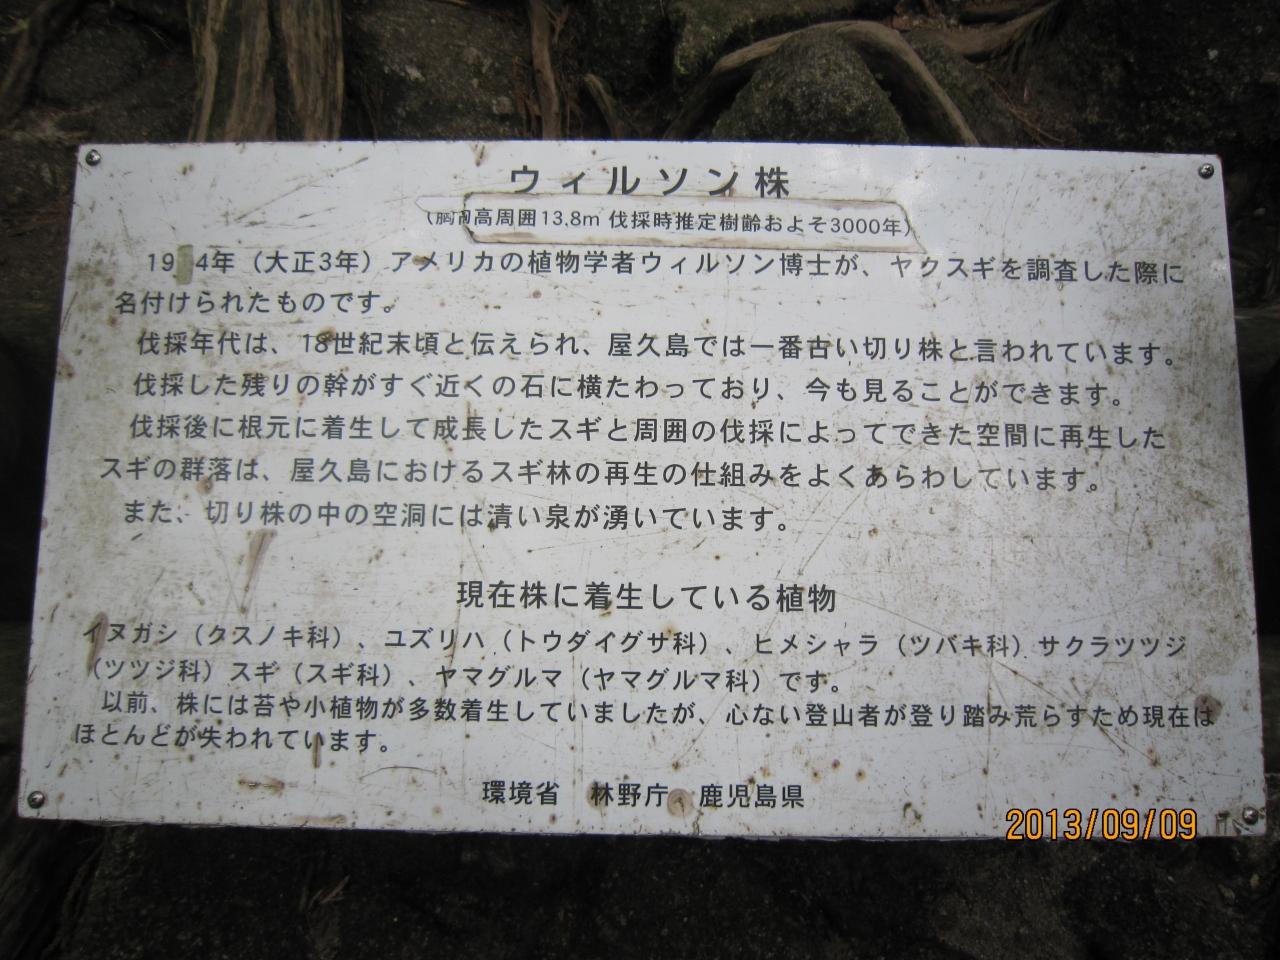 ウィルソン株
(胸高周囲13.8m 伐採時推定樹齢およそ3000年)
19 4年（大正3年）アメリカの植物学者ウィルソン博士が、ヤクスギを調査した際に
名付けられたものです。
伐採年代は、18世紀末頃と伝えられ、屋久島では一番古い切り株と言われています。
伐採した残りの幹がすぐ近くの石に横たわっており、今も見ることができます。
伐採後に根元に着生して成長したスギと周囲の伐採によってできた空間に再生した
スギの群落は、屋久島におけるスギ林の再生の仕組みをよくあらわしています。
また、切り株の中の空洞には清い泉が湧いています。
現在株に着生している植物
イヌガシ（クスノキ科）、ユズリハ（トウダイグサ科）、ヒメシャラ（ツバキ科）サクラツツジ
（ツツジ科）スギ（スギ科）、ヤマグルマ（ヤマグルマ科）です。
以前、株には苔や小植物が多数着生していましたが、心ない登山者が登り踏み荒らすため現在は
ほとんどが失われています。
環境省 林野庁 鹿児島県
2013/09/09